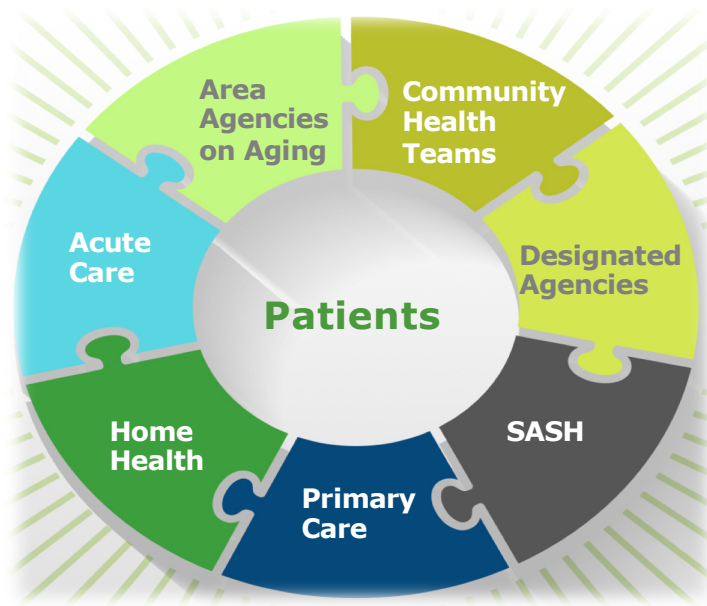 Area
Agencies
on Aging
Community
Health
Teams
Acute
Care
Designated
Agencies
Patients
Home
Health
SASH
Primary
Care